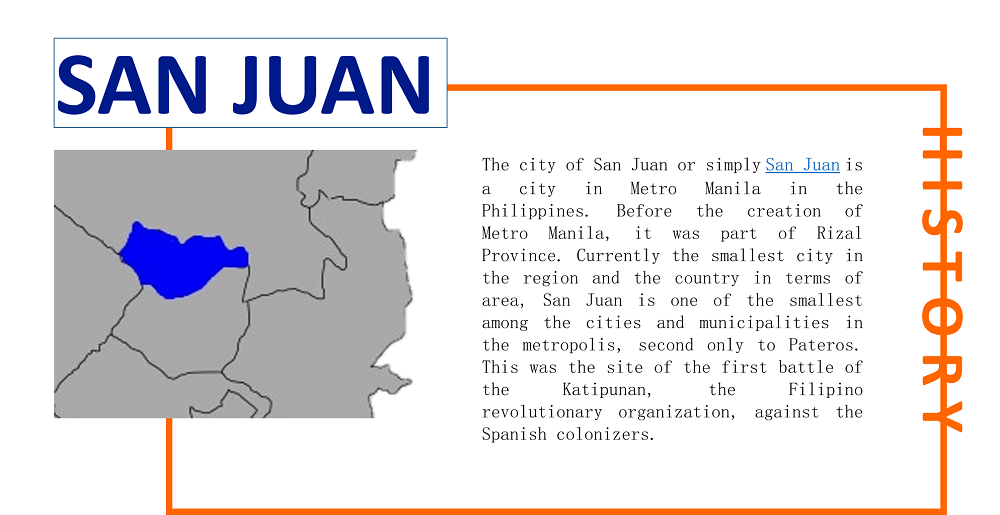 SAN JUAN
The city of San Juan or simply San Juan is
a city in Metro Manila in the
Philippines. Before the creation of
Metro Manila, it was part of Rizal
Province. Currently the smallest city in
the region and the country in terms of
area, San Juan is one of the smallest
among the cities and municipalities in
the metropolis, second only to Pateros.
This was the site of the first battle of
the Katipunan, the Filipino
revolutionary organization, against the
Spanish colonizers.
HISTORY